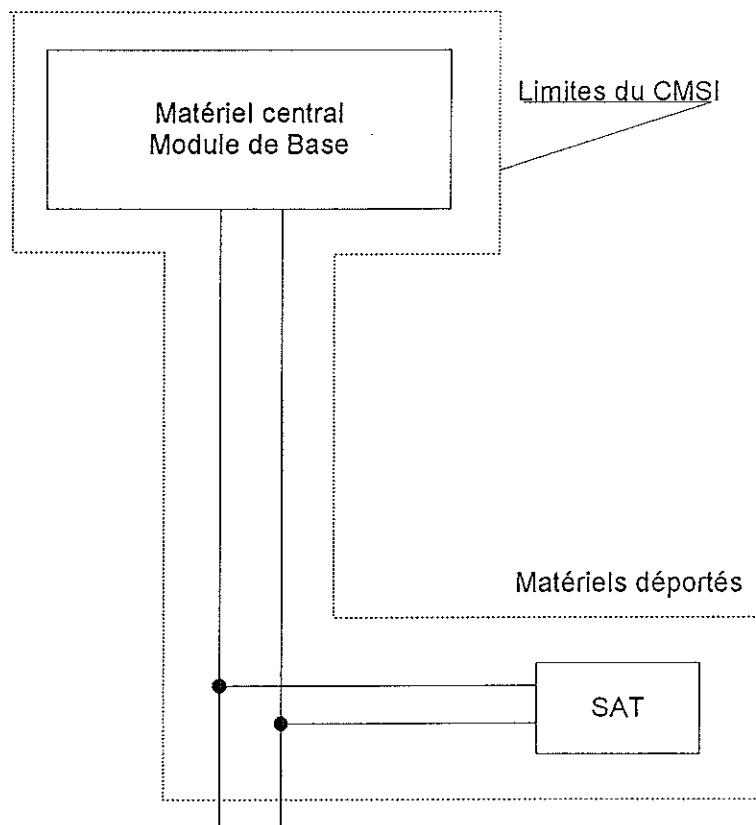 Matériel central
Module de Base
Limites du CMSI
Matériels déportés
SAT